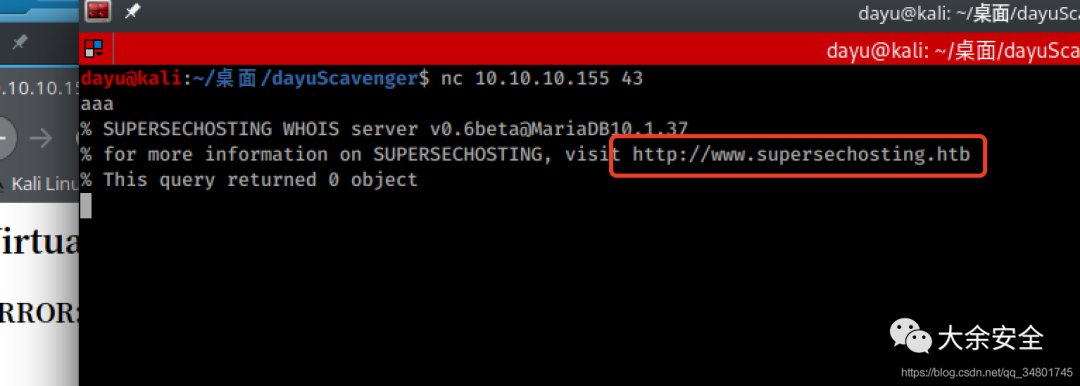 dayu@kali: ~/桌面/dayuSca
dayu@kali: ~/桌面/dayuSca
dayu@kali:~/桌面/dayuScavenger$ nc 10.10.10.155 43
aaa
% SUPERSECHOSTING WHOIS server v0.6beta@MariaDB10.1.37
% for more information on SUPERSECHOSTING, visit http://www.supersechosting.htb
% This query returned 0 object
.10.10.15
Kali Linu
irtua
RROR:
大余安全
https://blog.csdn.net/qq_34801745